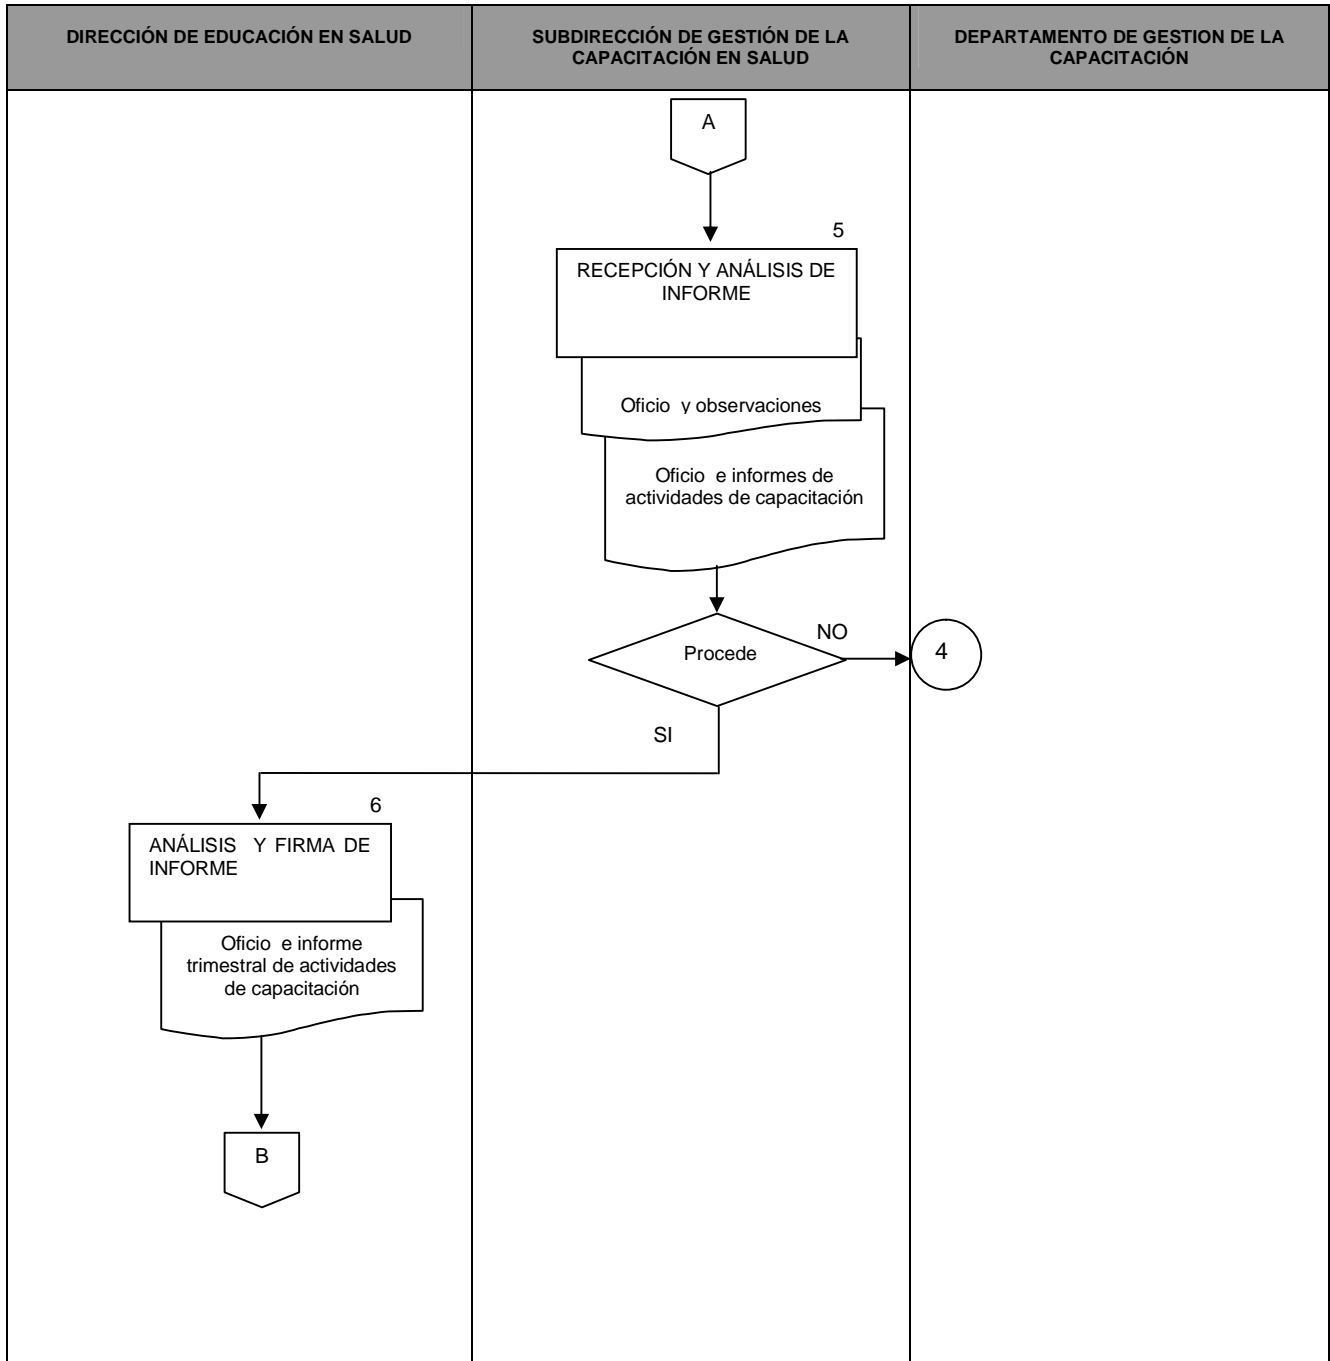 DIRECCIÓN DE EDUCACIÓN EN SALUD
SUBDIRECCIÓN DE GESTIÓN DE LA
CAPACITACIÓN EN SALUD
DEPARTAMENTO DE GESTION DE LA
CAPACITACIÓN
A
5
RECEPCIÓN Y ANÁLISIS DE
INFORME
Oficio y observaciones
Oficio e informes de
actividades de capacitación
Procede
NO
4
SI
6
ANÁLISIS Y FIRMA DE
INFORME
Oficio e informe
trimestral de actividades
de capacitación
B